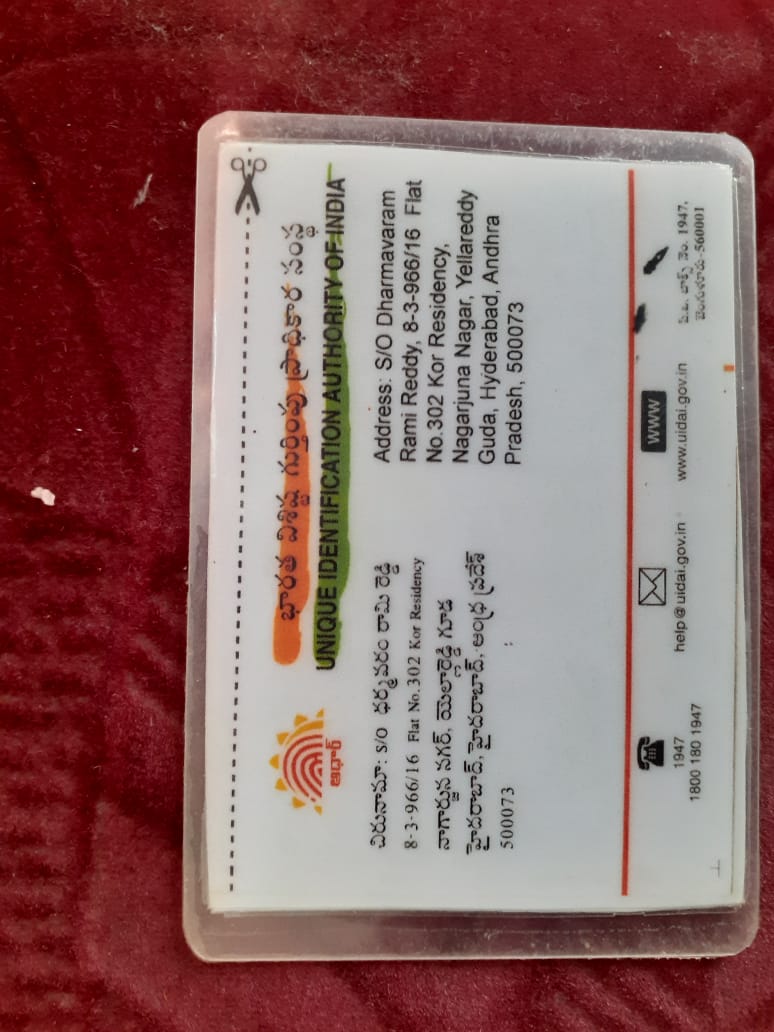 భారత విశిష్ట గుర్తింపు ప్రాధికార సంస్థ
UNIQUE IDENTIFICATION AUTHORITY OF INDIA
ఆధార్
చిరునామా: S/O ధర్మవరం రామి రెడ్డి
8-3-966/16 Flat No.302 Kor Residency
నాగార్జున నగర్, యెల్లారెడ్డి గూడ
హైదరాబాద్, హైదరాబాద్, ఆంధ్ర ప్రదేశ్
500073
Address: S/O Dharmavaram
Rami Reddy, 8-3-966/16 Flat
No.302 Kor Residency,
Nagarjuna Nagar, Yellareddy
Guda, Hyderabad, Andhra
Pradesh, 500073
1947
1800 180 1947
help@uidai.gov.in
WWW
www.uidai.gov.in
పి.ఒ. బాక్స్ నెం. 1947,
బెంగుళూరు-560001